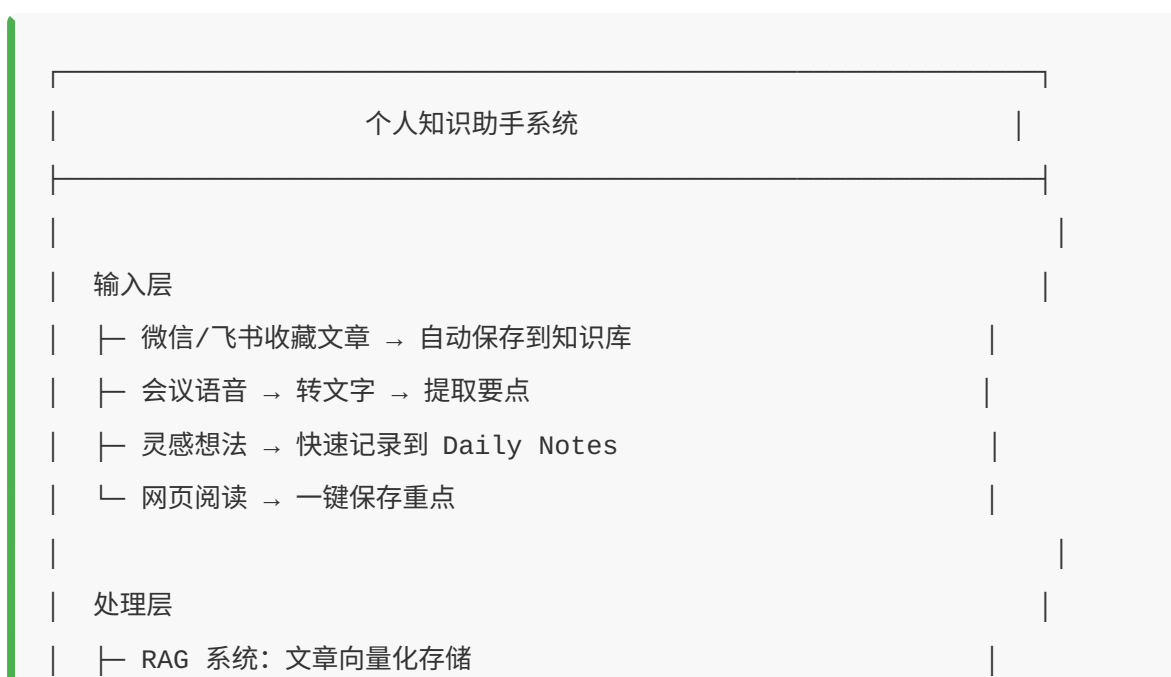 个人知识助手系统
输入层
├─ 微信/飞书收藏文章 → 自动保存到知识库
├─ 会议语音 → 转文字 → 提取要点
├─ 灵感想法 → 快速记录到 Daily Notes
└─ 网页阅读 → 一键保存重点
处理层
├─ RAG 系统：文章向量化存储